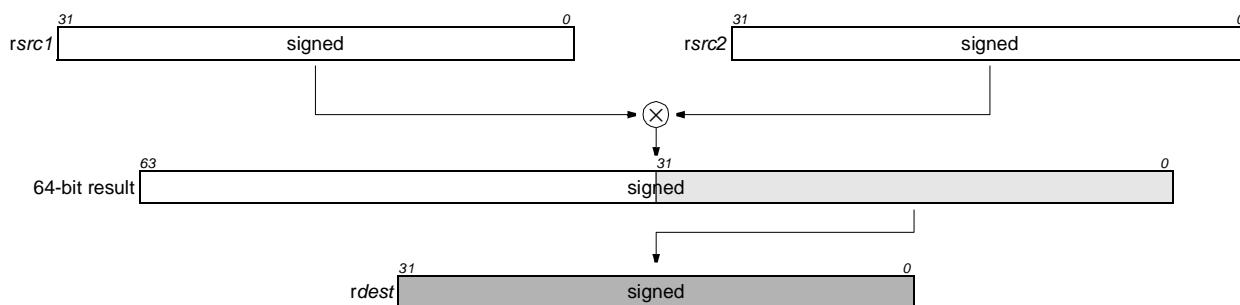 31 0 31 0
rsrc1 signed rsrc2 signed
63 31 0
64-bit result signed
31 0
rdest signed